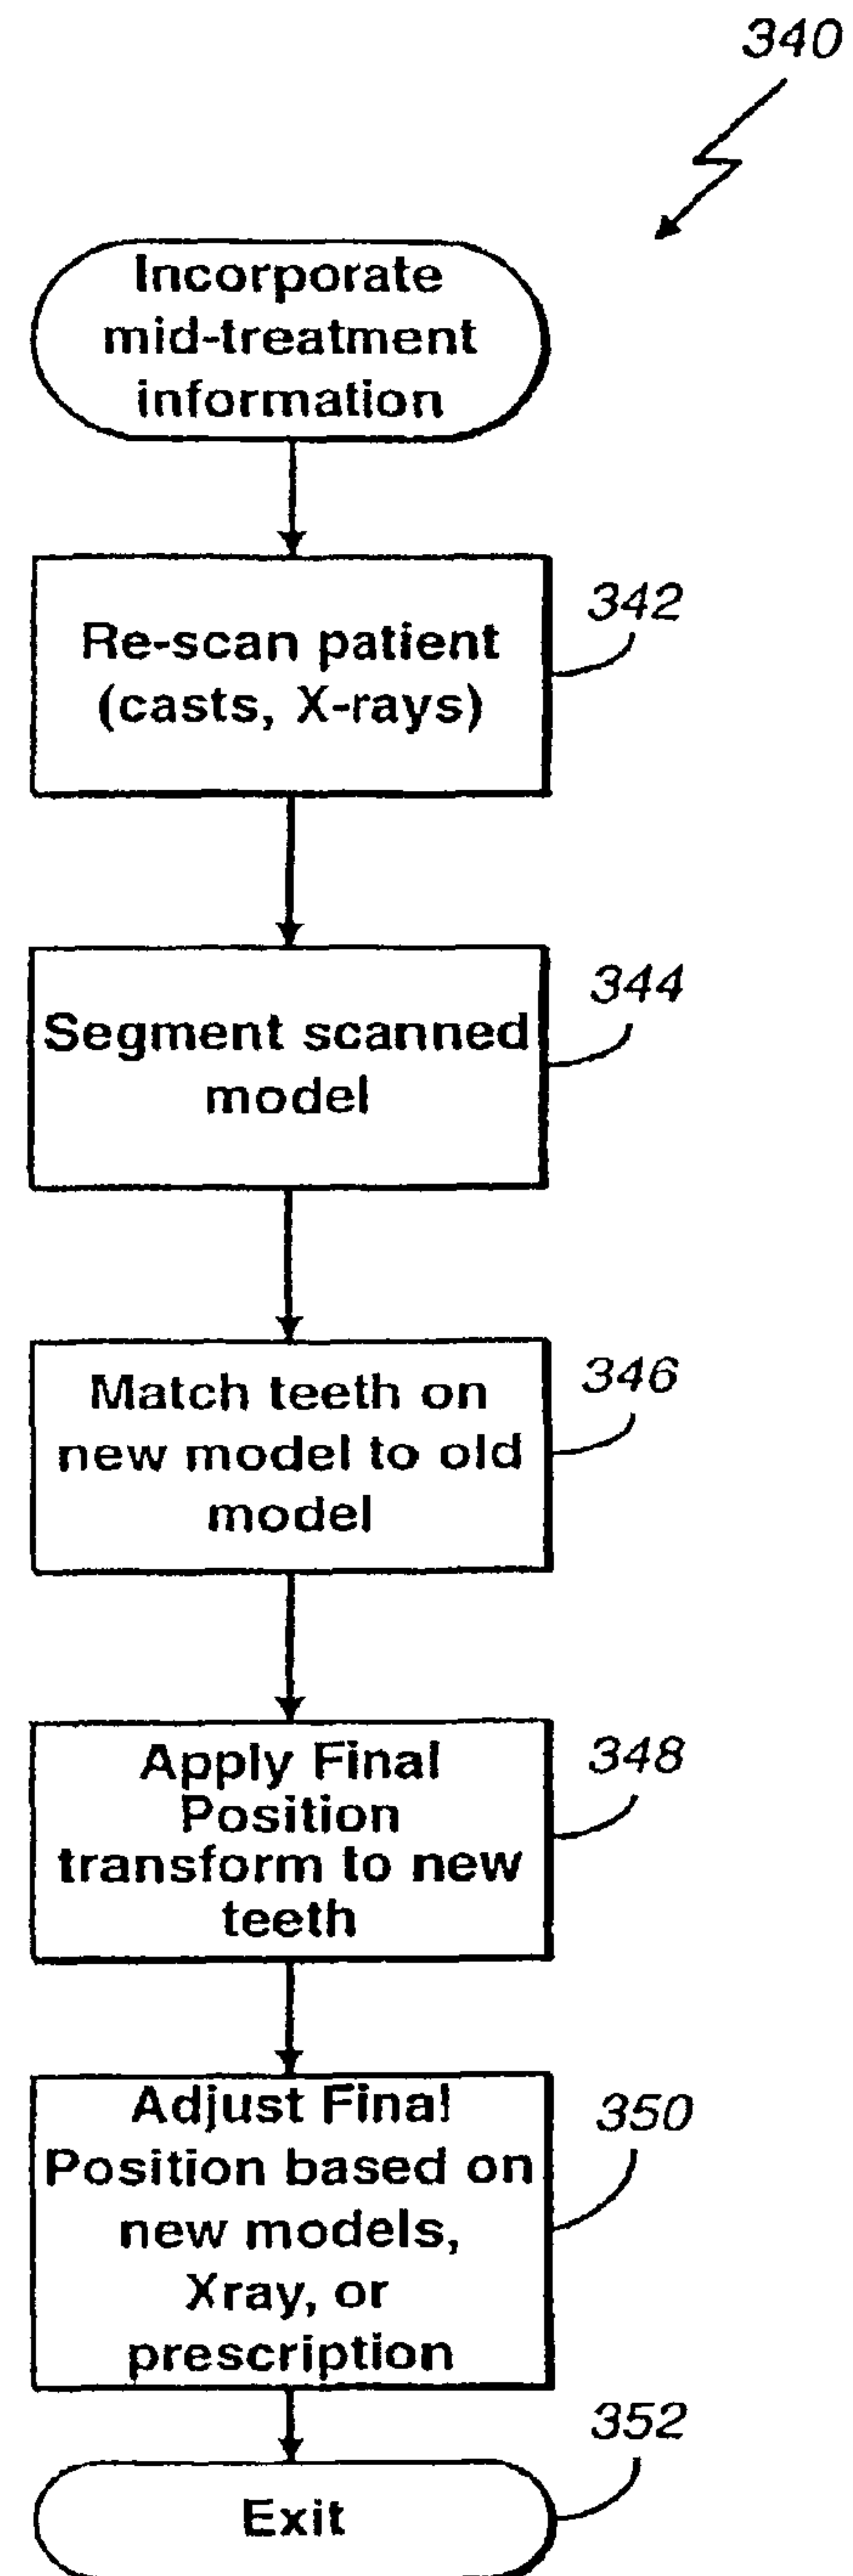 340
Incorporate
mid-treatment
information
Re-scan patient
(casts, X-rays)
342
Segment scanned
model
344
Match teeth on
new model to old
model
346
Apply Final
Position
transform to new
teeth
348
Adjust Final
Position based on
new models,
Xray, or
prescription
350
Exit
352